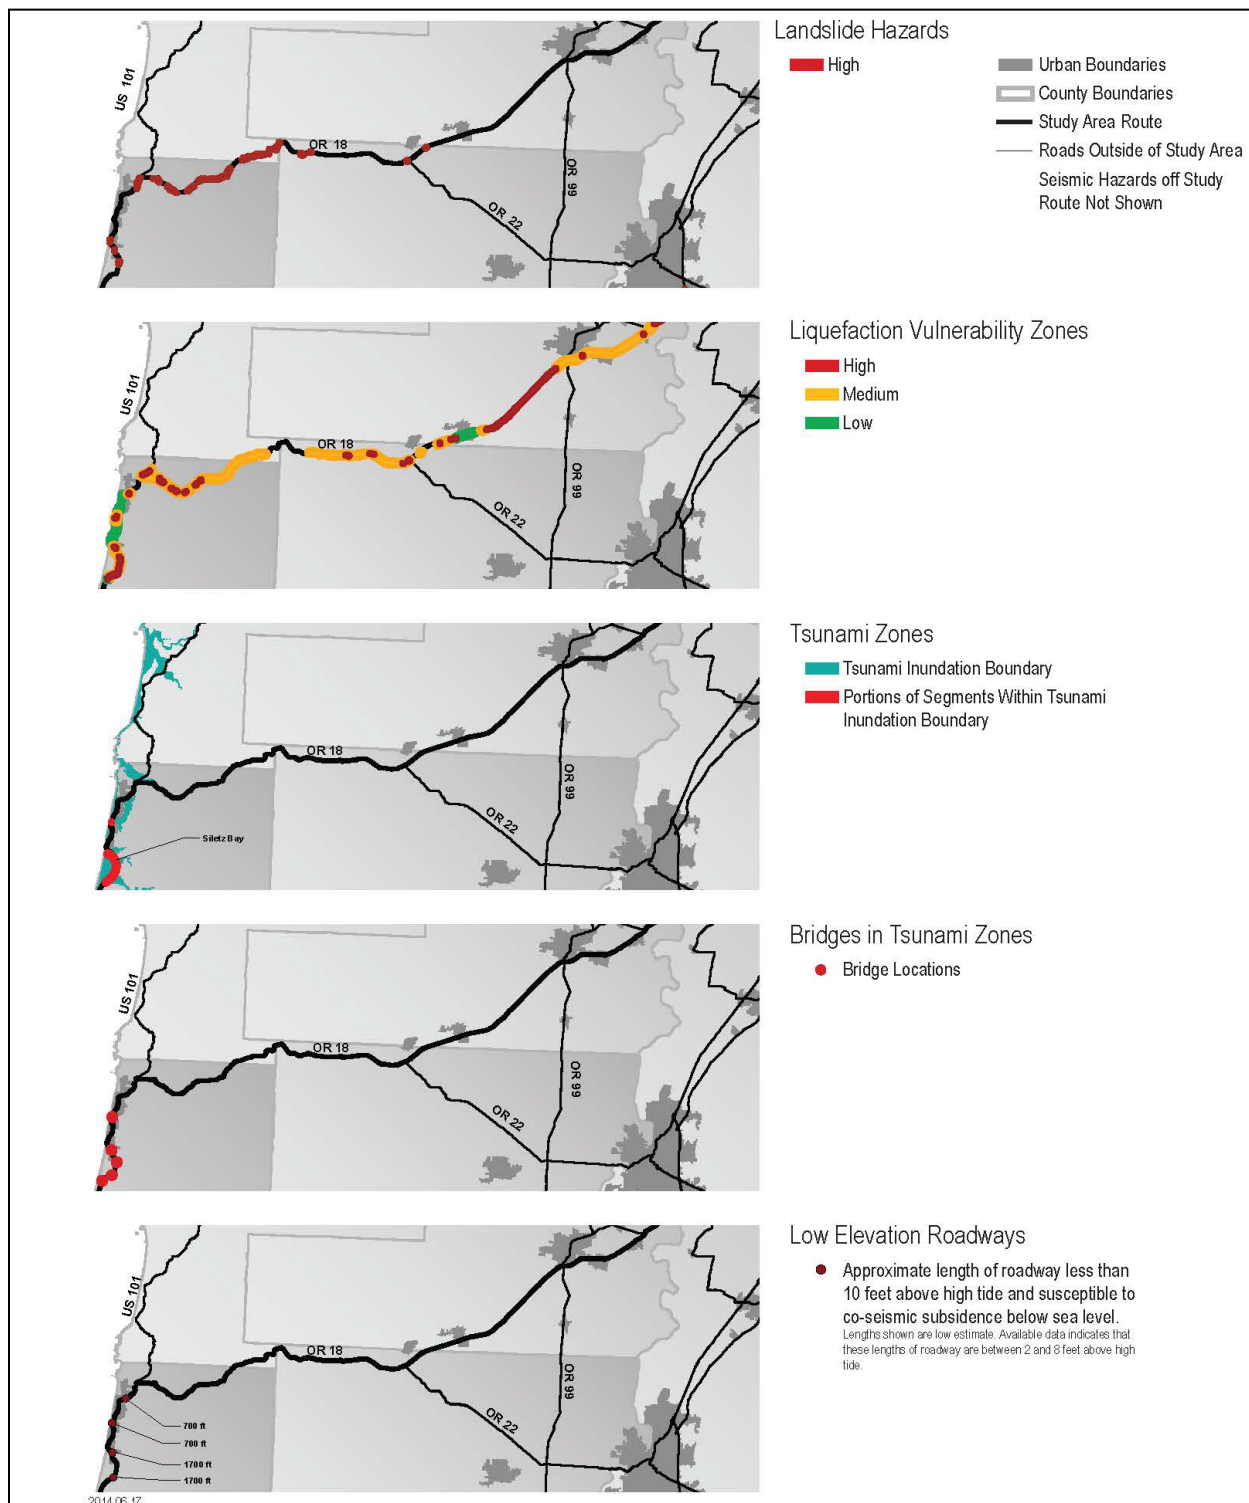 Landslide Hazards
High
Urban Boundaries
County Boundaries
Study Area Route
Roads Outside of Study Area
Seismic Hazards off Study
Route Not Shown
US 101
OR 18
OR 99
OR 22
Liquefaction Vulnerability Zones
High
Medium
Low
US 101
OR 18
OR 99
OR 22
Tsunami Zones
Tsunami Inundation Boundary
Portions of Segments Within Tsunami
Inundation Boundary
OR 18
OR 99
OR 22
Siletz Bay
Bridges in Tsunami Zones
Bridge Locations
US 101
OR 18
OR 99
OR 22
Low Elevation Roadways
Approximate length of roadway less than
10 feet above high tide and susceptible to
co-seismic subsidence below sea level.
Lengths shown are low estimate. Available data indicates that
these lengths of roadway are between 2 and 8 feet above high
tide.
US 101
OR 18
OR 99
OR 22
700 ft
700 ft
1700 ft
1700 ft
2014.06.17